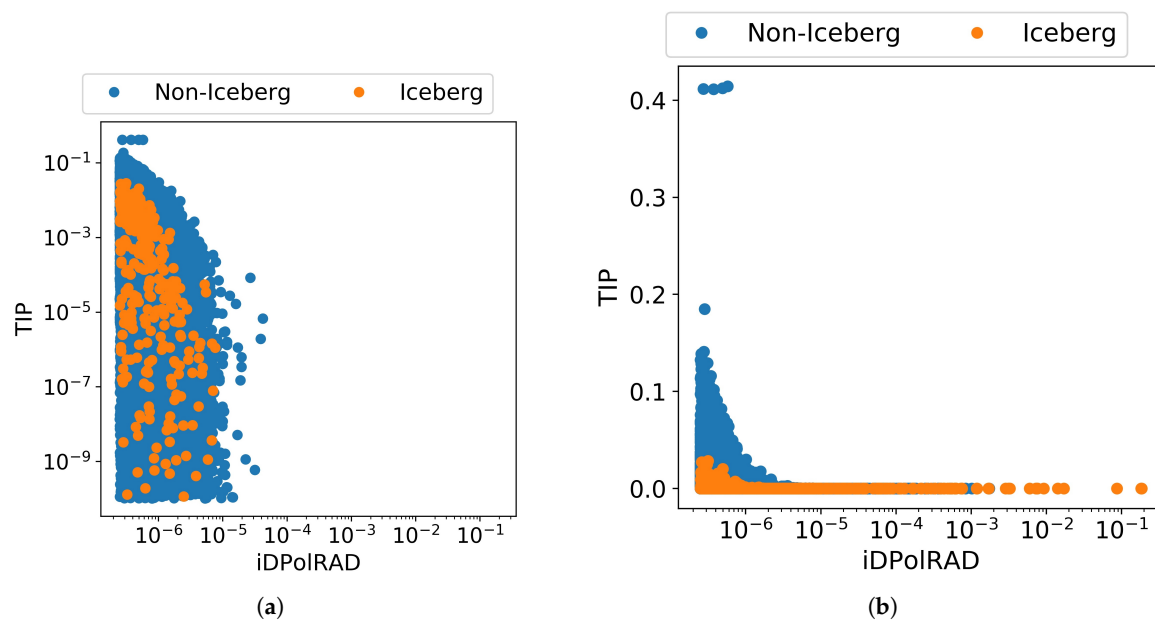 Non-Iceberg Iceberg
10⁻¹
10⁻³
10⁻⁵
10⁻⁷
10⁻⁹
TIP
10⁻⁶ 10⁻⁵ 10⁻⁴ 10⁻³ 10⁻² 10⁻¹
iDPolRAD
(a)
Non-Iceberg Iceberg
0.4
0.3
0.2
0.1
0.0
TIP
10⁻⁶ 10⁻⁵ 10⁻⁴ 10⁻³ 10⁻² 10⁻¹
iDPolRAD
(b)